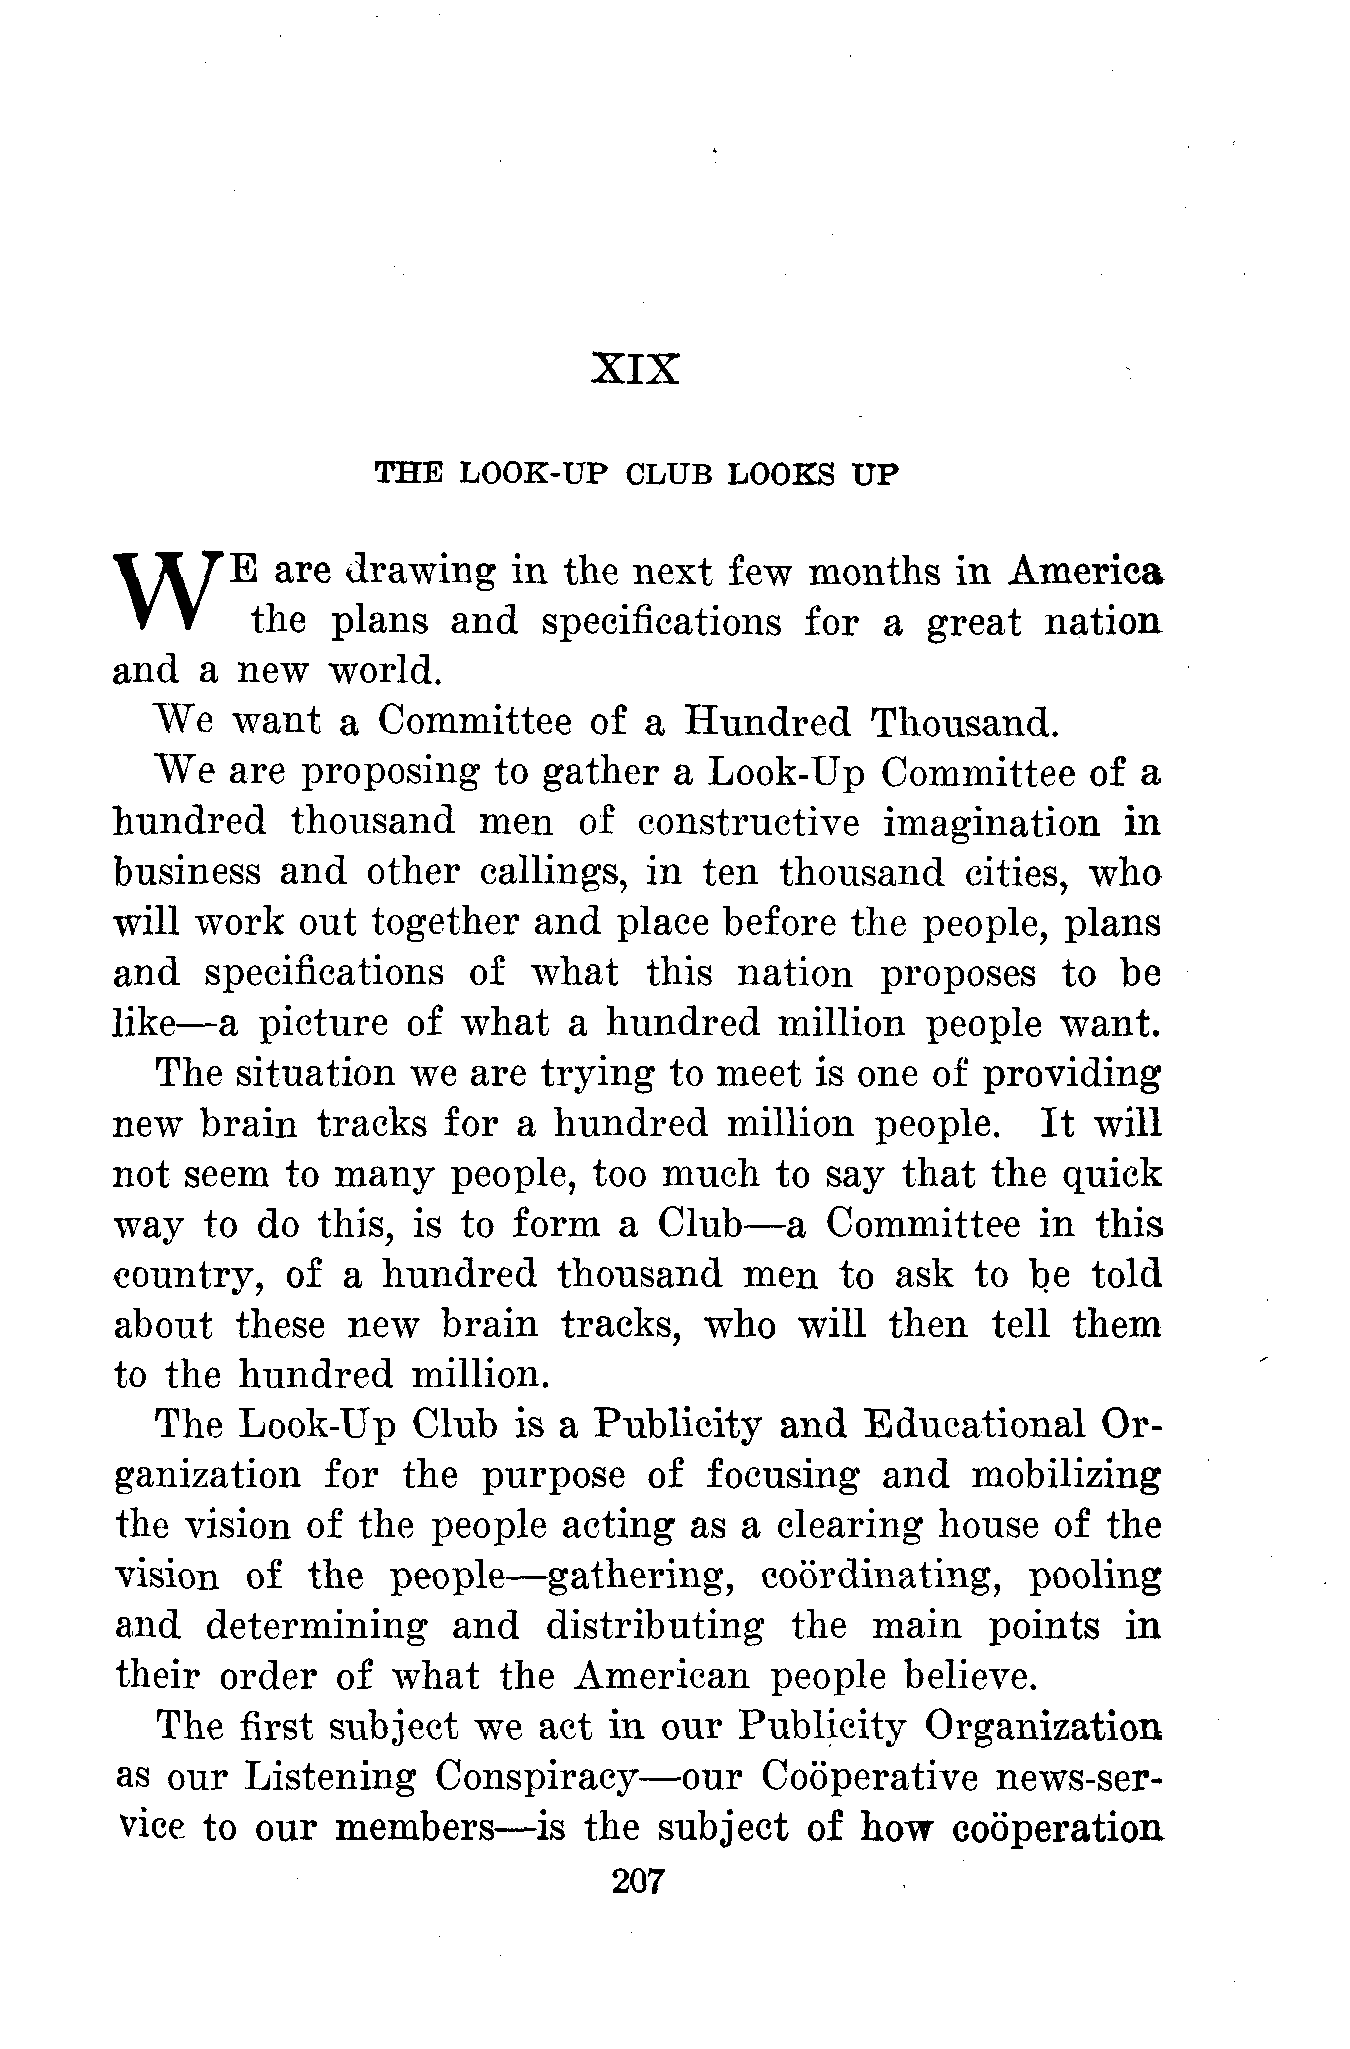 XIX
THE LOOK-UP CLUB LOOKS UP
WE are drawing in the next few months in America
the plans and specifications for a great nation
and a new world.
We want a Committee of a Hundred Thousand.
We are proposing to gather a Look-Up Committee of a
hundred thousand men of constructive imagination in
business and other callings, in ten thousand cities, who
will work out together and place before the people, plans
and specifications of what this nation proposes to be
like—a picture of what a hundred million people want.
The situation we are trying to meet is one of providing
new brain tracks for a hundred million people. It will
not seem to many people, too much to say that the quick
way to do this, is to form a Club—a Committee in this
country, of a hundred thousand men to ask to be told
about these new brain tracks, who will then tell them
to the hundred million.
The Look-Up Club is a Publicity and Educational Or-
ganization for the purpose of focusing and mobilizing
the vision of the people acting as a clearing house of the
vision of the people—gathering, coördinating, pooling
and determining and distributing the main points in
their order of what the American people believe.
The first subject we act in our Publicity Organization
as our Listening Conspiracy—our Coöperative news-ser-
vice to our members—is the subject of how coöperation
207